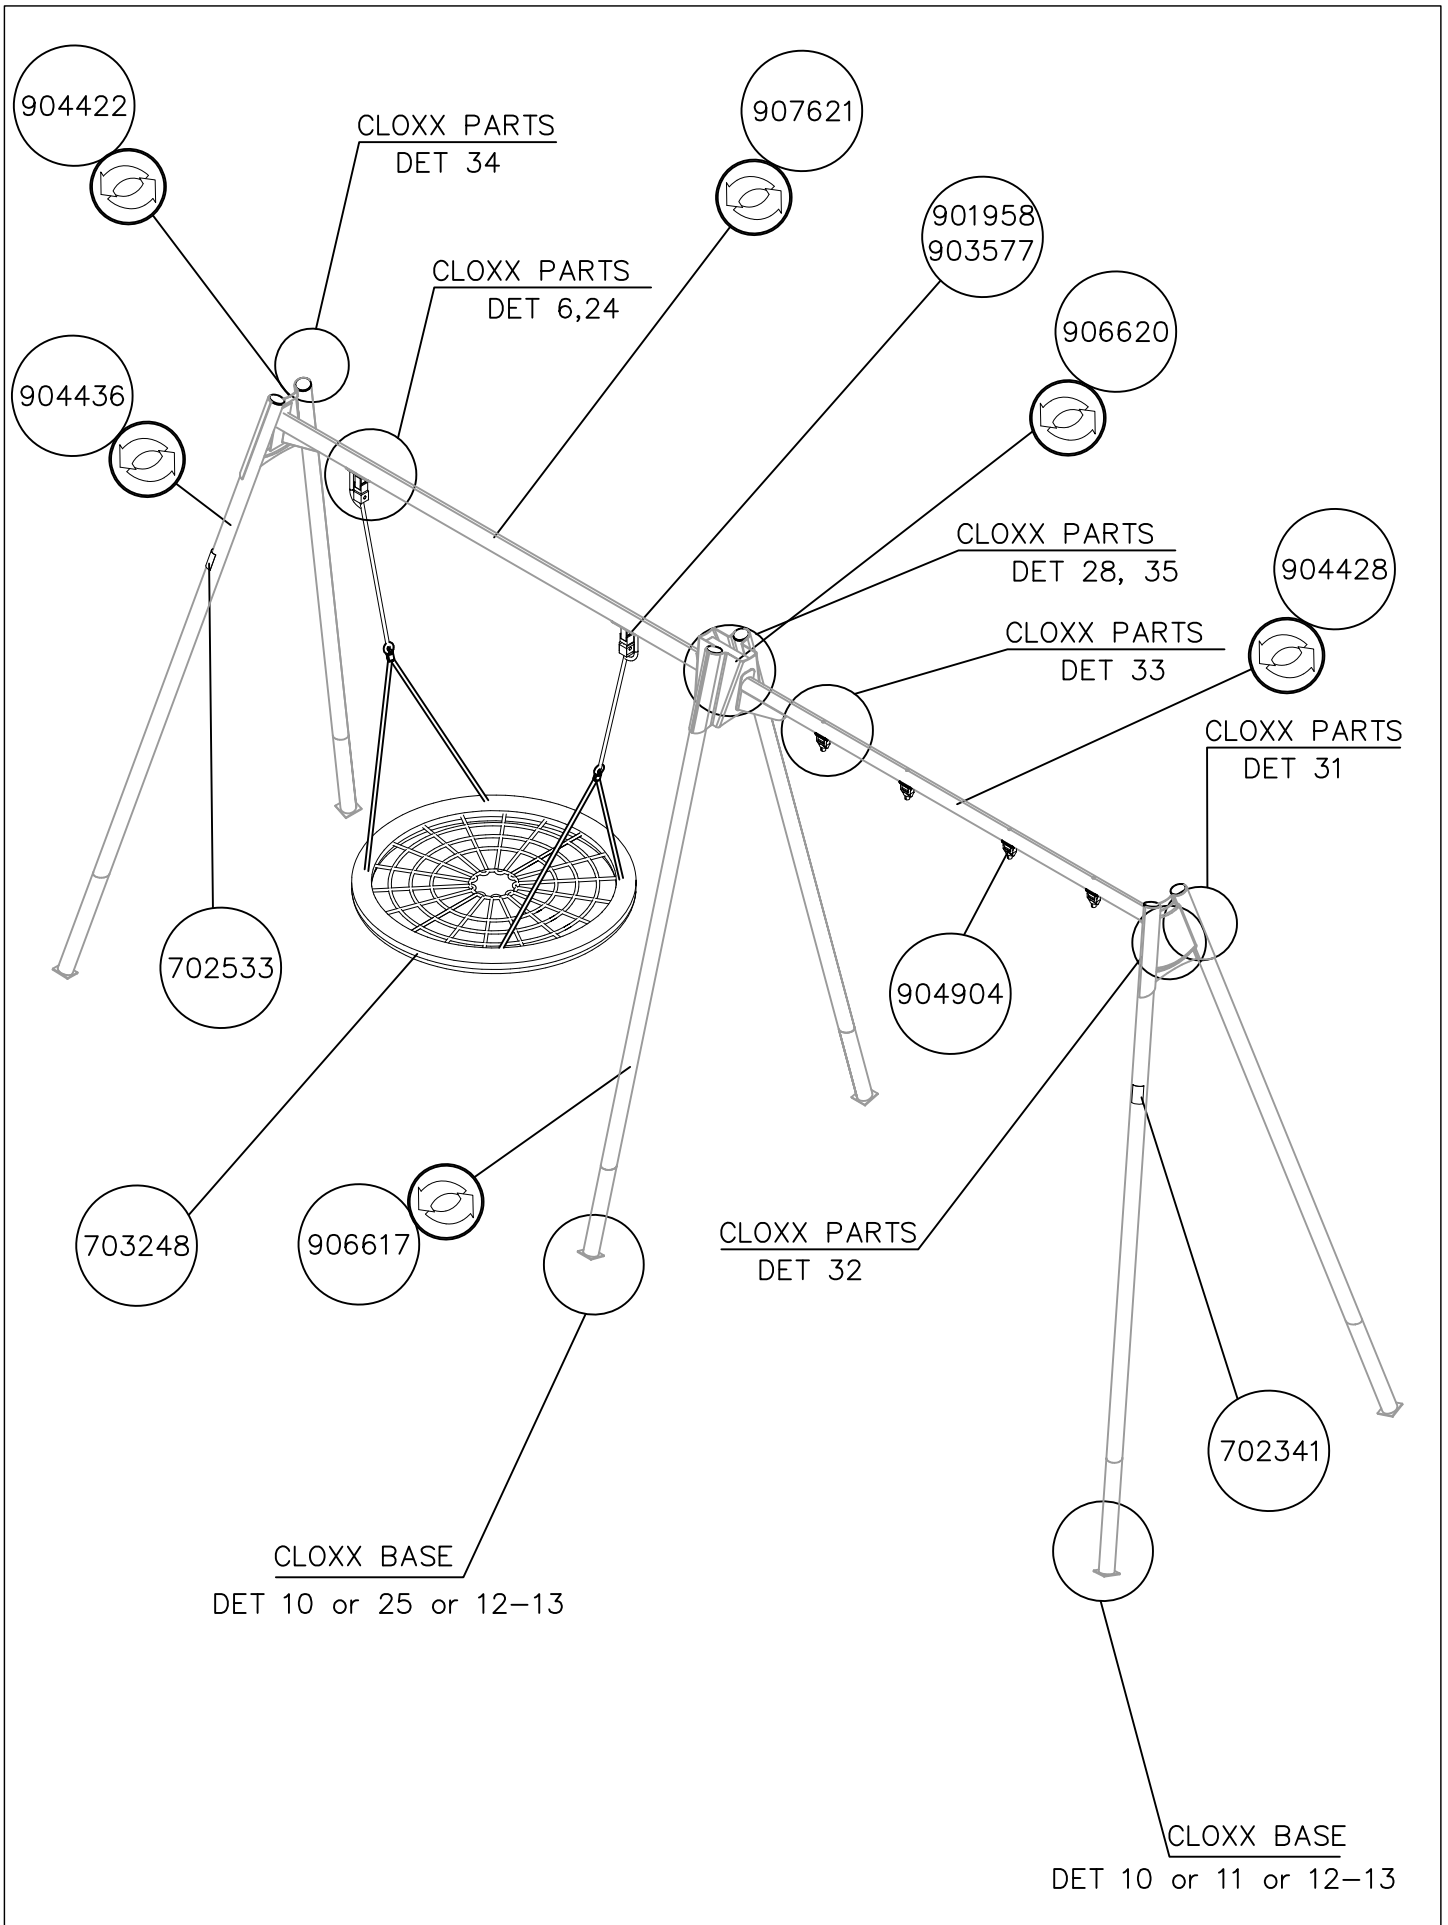 904422
CLOXX PARTS
DET 34
907621
901958
903577
CLOXX PARTS
DET 6,24
906620
904436
CLOXX PARTS
DET 28, 35
904428
CLOXX PARTS
DET 33
CLOXX PARTS
DET 31
702533
904904
703248
906617
CLOXX PARTS
DET 32
702341
CLOXX BASE
DET 10 or 25 or 12-13
CLOXX BASE
DET 10 or 11 or 12-13